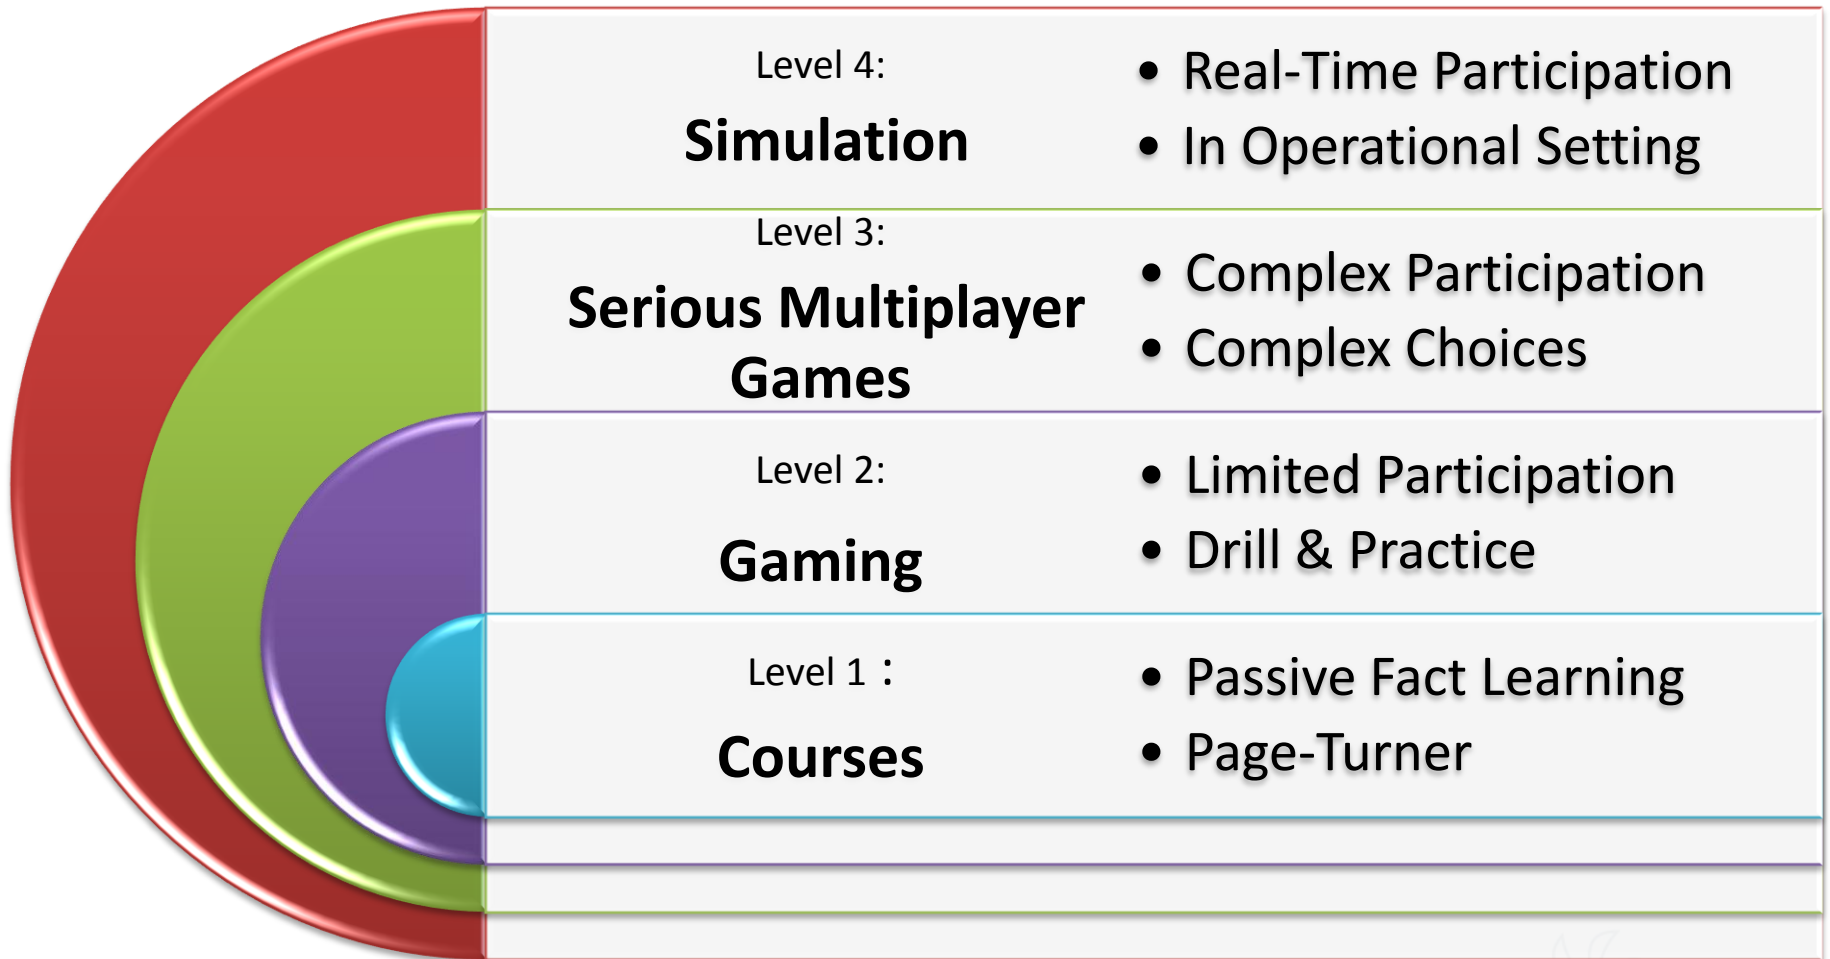 Level 4:
Simulation
• Real-Time Participation
• In Operational Setting
Level 3:
Serious Multiplayer
Games
• Complex Participation
• Complex Choices
Level 2:
Gaming
• Limited Participation
• Drill & Practice
Level 1 :
Courses
• Passive Fact Learning
• Page-Turner